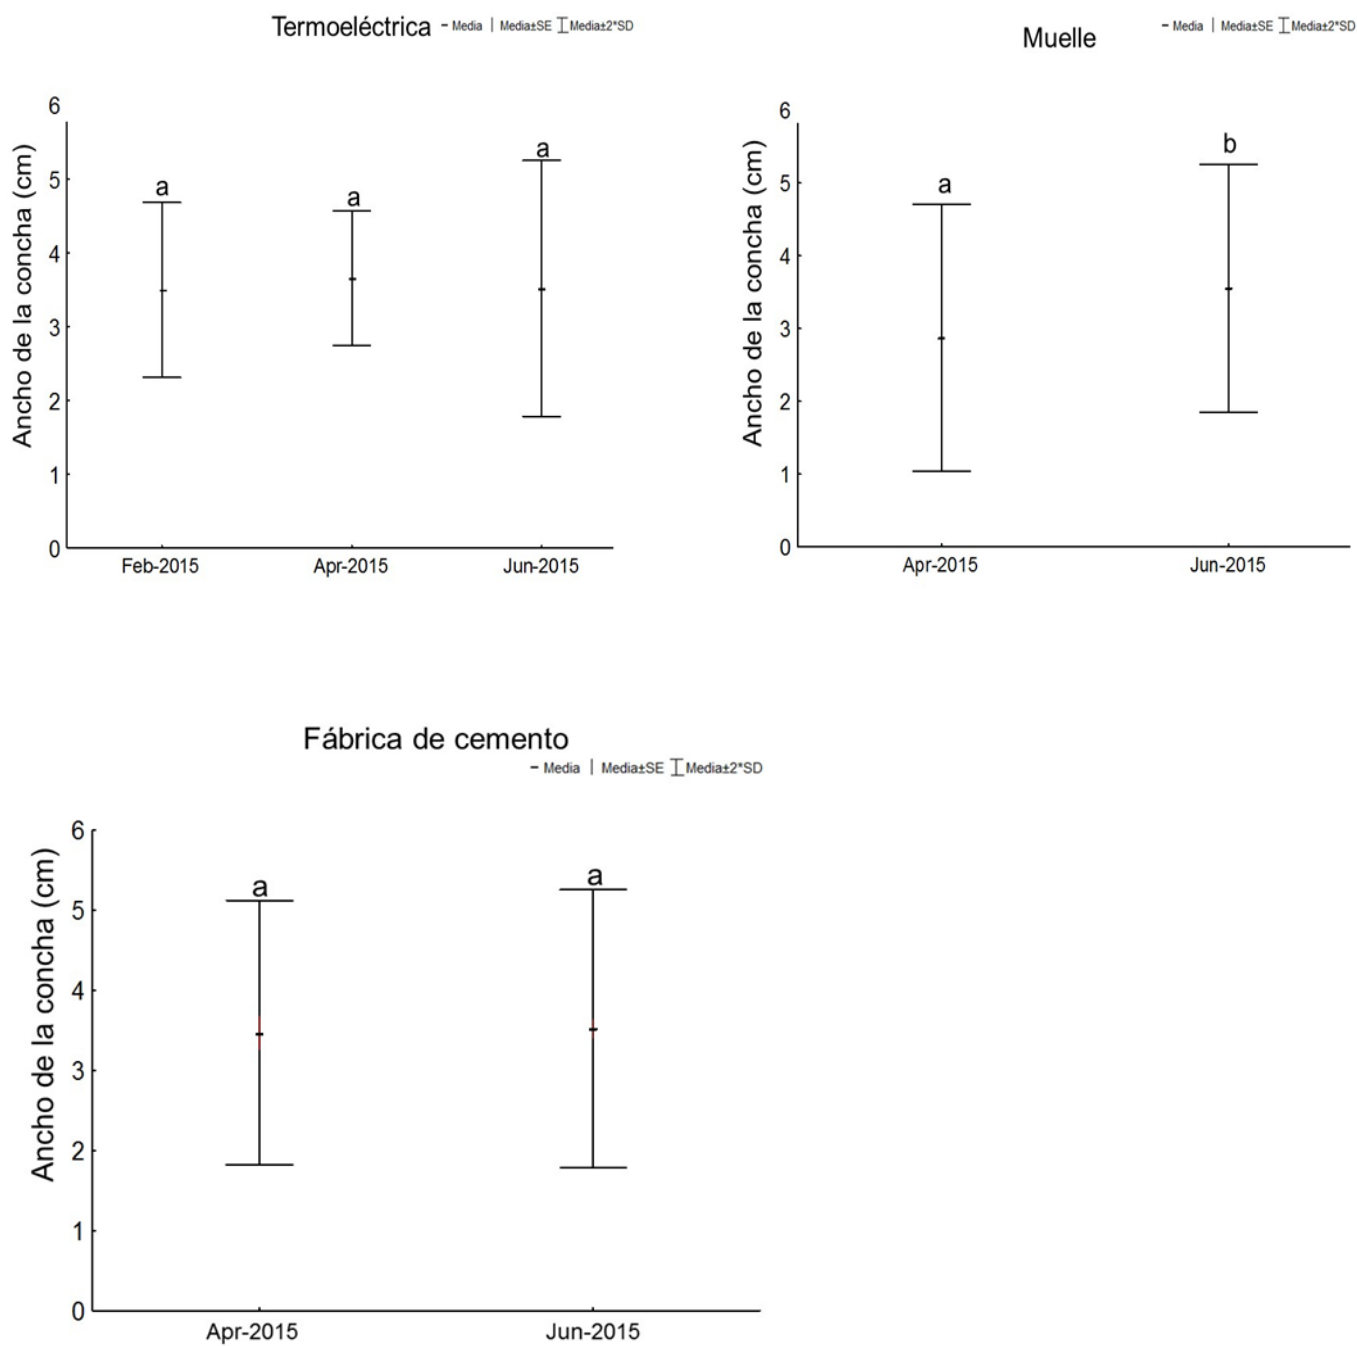 Termoeléctrica
- Media | Media±SE ⌶ Media±2*SD
6
5
4
3
2
1
0
Ancho de la concha (cm)
a
a
a
Feb-2015
Apr-2015
Jun-2015
Muelle
- Media | Media±SE ⌶ Media±2*SD
6
5
4
3
2
1
0
Ancho de la concha (cm)
a
b
Apr-2015
Jun-2015
Fábrica de cemento
- Media | Media±SE ⌶ Media±2*SD
6
5
4
3
2
1
0
Ancho de la concha (cm)
a
a
Apr-2015
Jun-2015